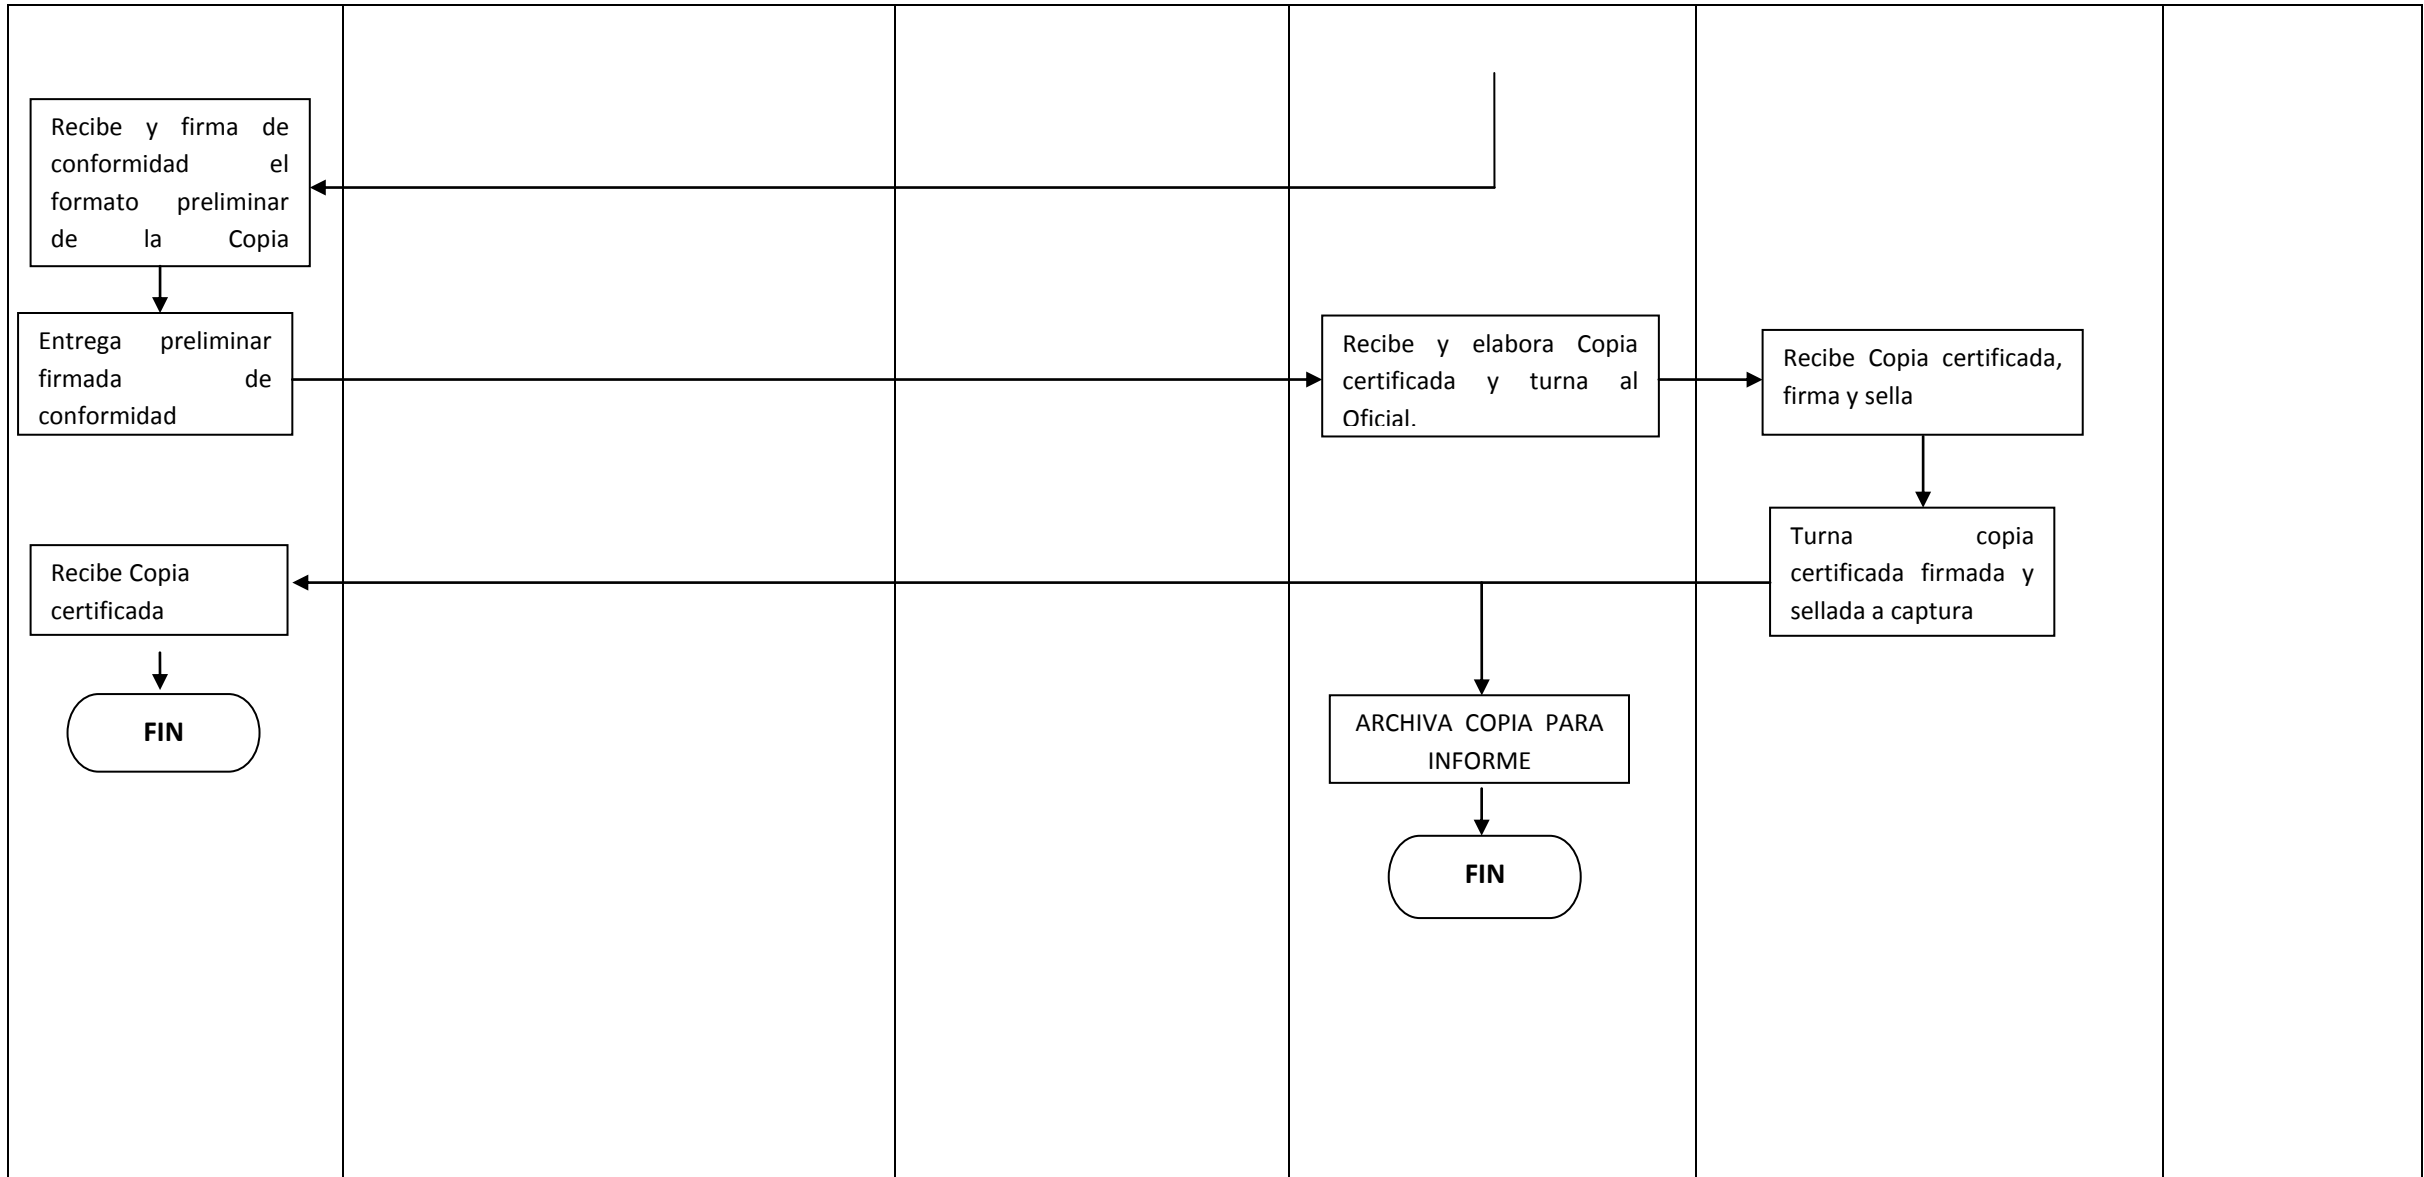 Recibe y firma de
conformidad el
formato preliminar
de la Copia
Entrega preliminar
firmada de
conformidad
Recibe y elabora Copia
certificada y turna al
Oficial.
Recibe Copia certificada,
firma y sella
Turna copia
certificada firmada y
sellada a captura
Recibe Copia
certificada
FIN
ARCHIVA COPIA PARA
INFORME
FIN